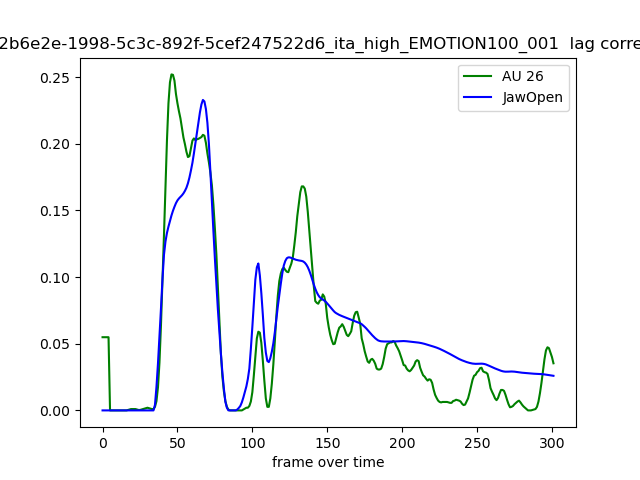 2b6e2e-1998-5c3c-892f-5cef247522d6_ita_high_EMOTION100_001 lag corre
AU 26
JawOpen
0.25
0.20
0.15
0.10
0.05
0.00
0 50 100 150 200 250 300
frame over time